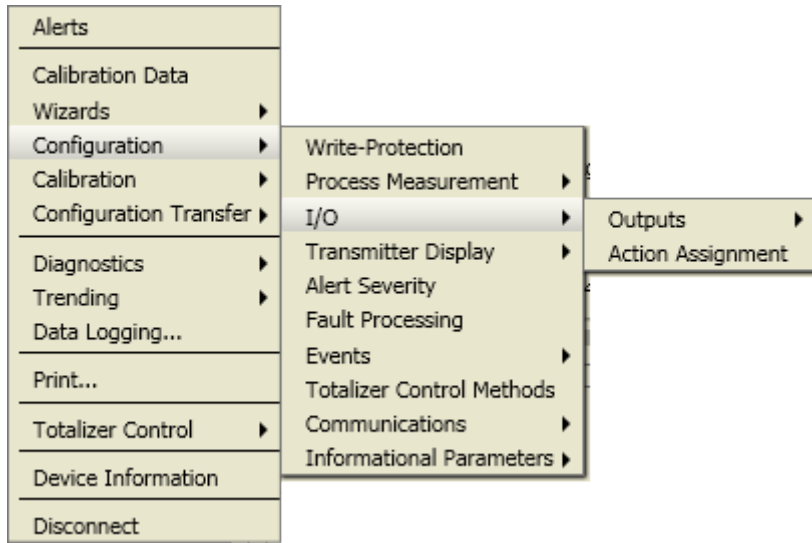 Alerts
Calibration Data
Wizards
Configuration
Calibration
Configuration Transfer
Diagnostics
Trending
Data Logging...
Print...
Totalizer Control
Device Information
Disconnect
Write-Protection
Process Measurement
I/O
Transmitter Display
Alert Severity
Fault Processing
Events
Totalizer Control Methods
Communications
Informational Parameters
Outputs
Action Assignment